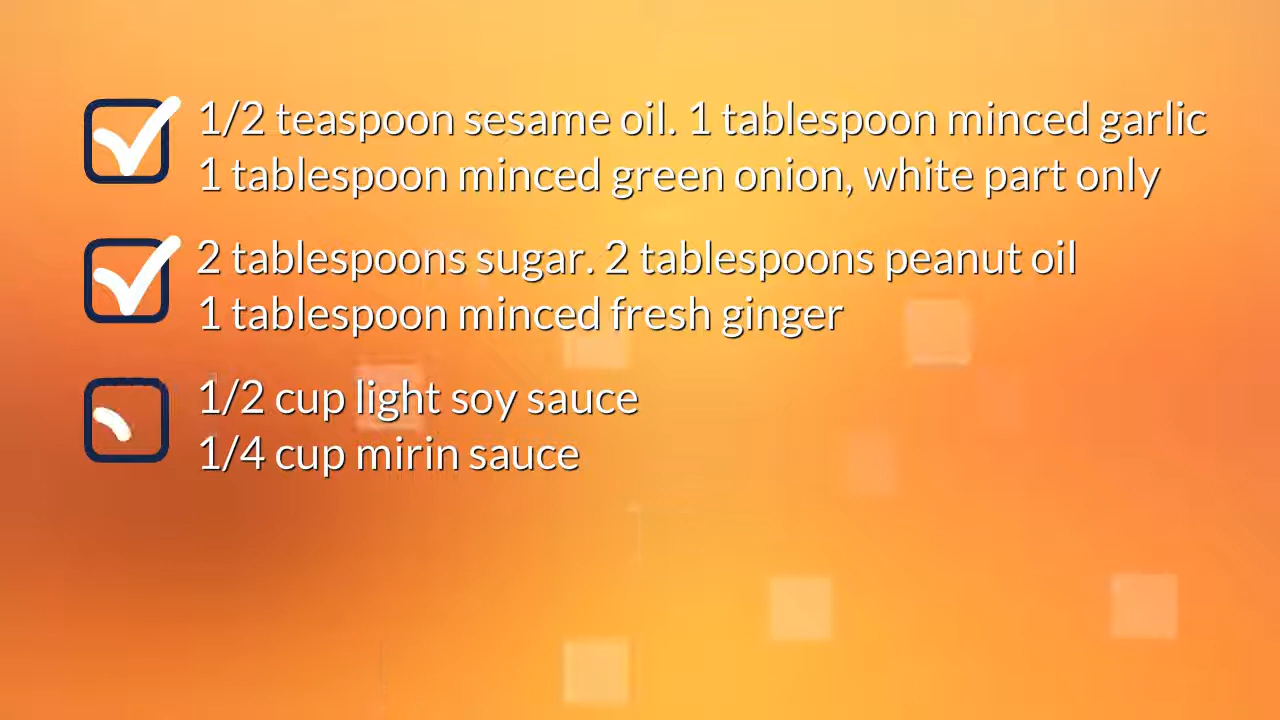 1/2 teaspoon sesame oil. 1 tablespoon minced garlic
1 tablespoon minced green onion, white part only
2 tablespoons sugar. 2 tablespoons peanut oil
1 tablespoon minced fresh ginger
1/2 cup light soy sauce
1/4 cup mirin sauce